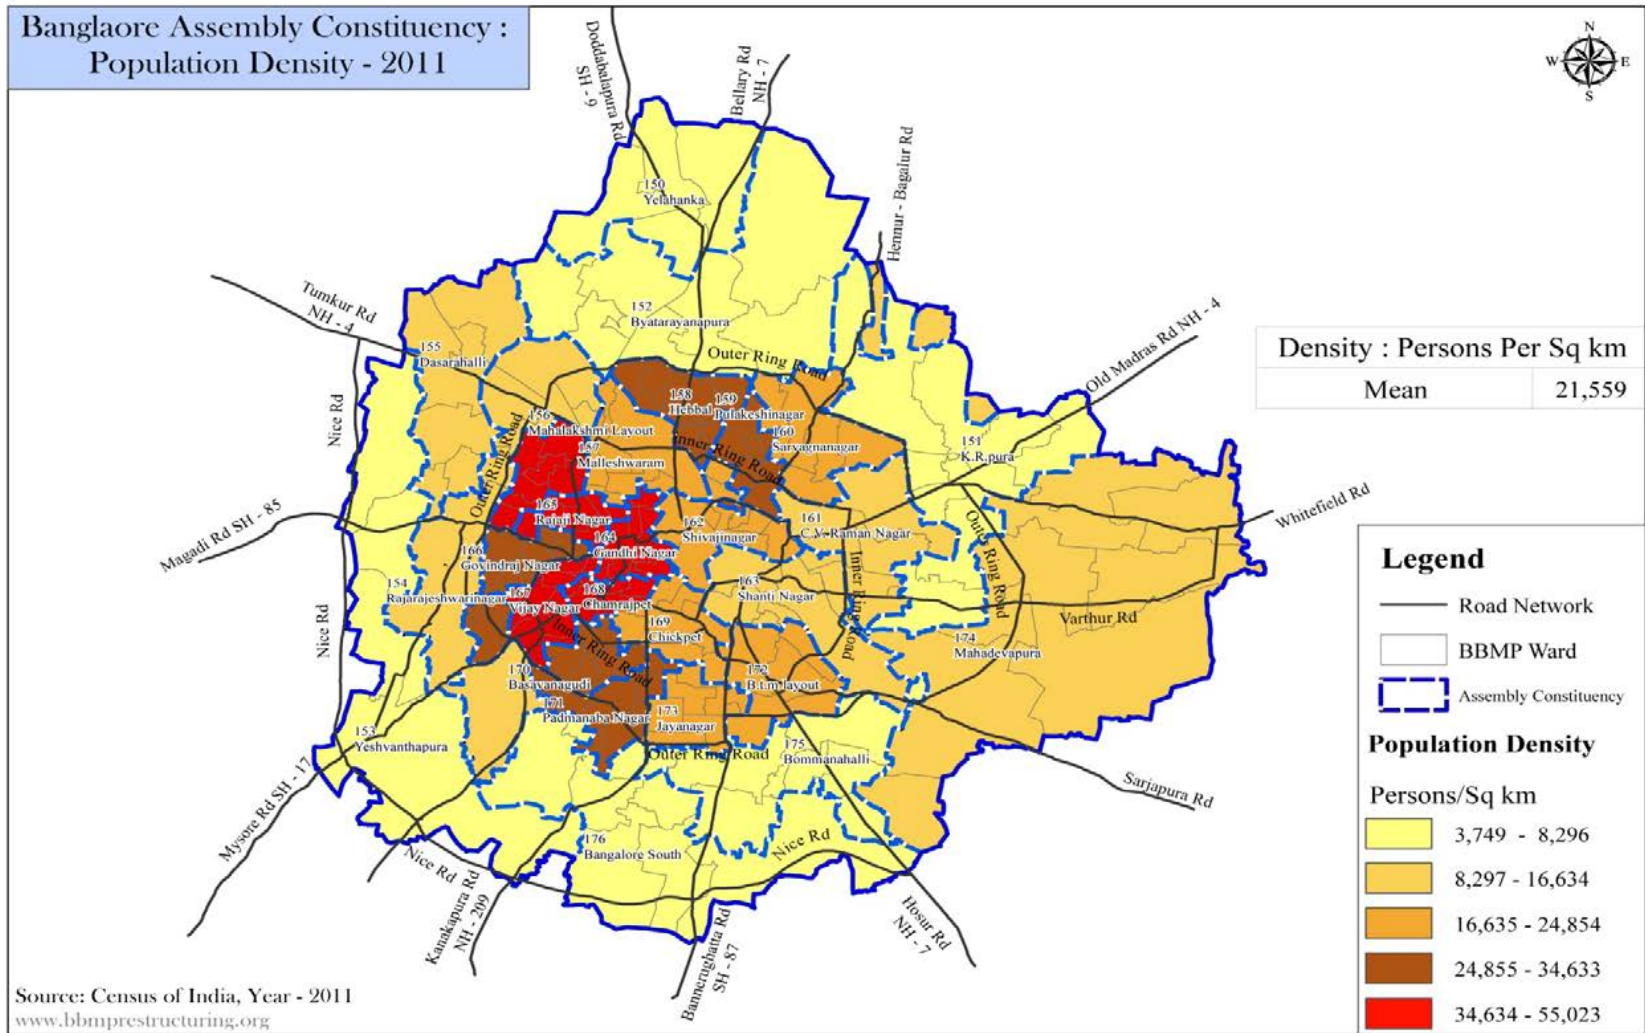 Banglaore Assembly Constituency :
Population Density - 2011
Doddabalapura Rd
SH - 9
Bellary Rd
NH - 7
N
W
E
S
Hennur - Bagalur Rd
150
Yelahanka
Tumkur Rd
NH - 4
152
Byatarayanapura
155
Dasarahalli
Outer Ring Road
Old Madras Rd NH - 4
Density : Persons Per Sq km
Mean
21,559
Nice Rd
158
Hebbal
159
Pulakeshinagar
156
Mahalakshmi Layout
160
Sarvagnanagar
Outer Ring Road
157
Malleshwaram
Inner Ring Road
151
K.R.pura
Magadi Rd SH - 85
165
Rajaji Nagar
162
Shivajinagar
161
C.V. Raman Nagar
Outer Ring Road
Whitefield Rd
166
Govindraj Nagar
164
Gandhi Nagar
Inner Ring Road
154
Rajarajeshwarinagar
167
Vijay Nagar
168
Chamrajpet
163
Shanti Nagar
Nice Rd
Inner Ring Road
169
Chickpet
Varthur Rd
174
Mahadevapura
170
Basavanagudi
172
B.t.m.layout
171
Padmanaba Nagar
173
Jayanagar
153
Yeshvanthapura
Outer Ring Road
175
Bommanahalli
Mysore Rd SH - 17
Sarjapura Rd
176
Bangalore South
Nice Rd
Nice Rd
Kanakapura Rd
NH - 209
Bannerughatta Rd
SH - 87
Hosur Rd
NH - 7
Legend
Road Network
BBMP Ward
Assembly Constituency
Population Density
Persons/Sq km
3,749 - 8,296
8,297 - 16,634
16,635 - 24,854
24,855 - 34,633
34,634 - 55,023
Source: Census of India, Year - 2011
www.bbmprestructuring.org